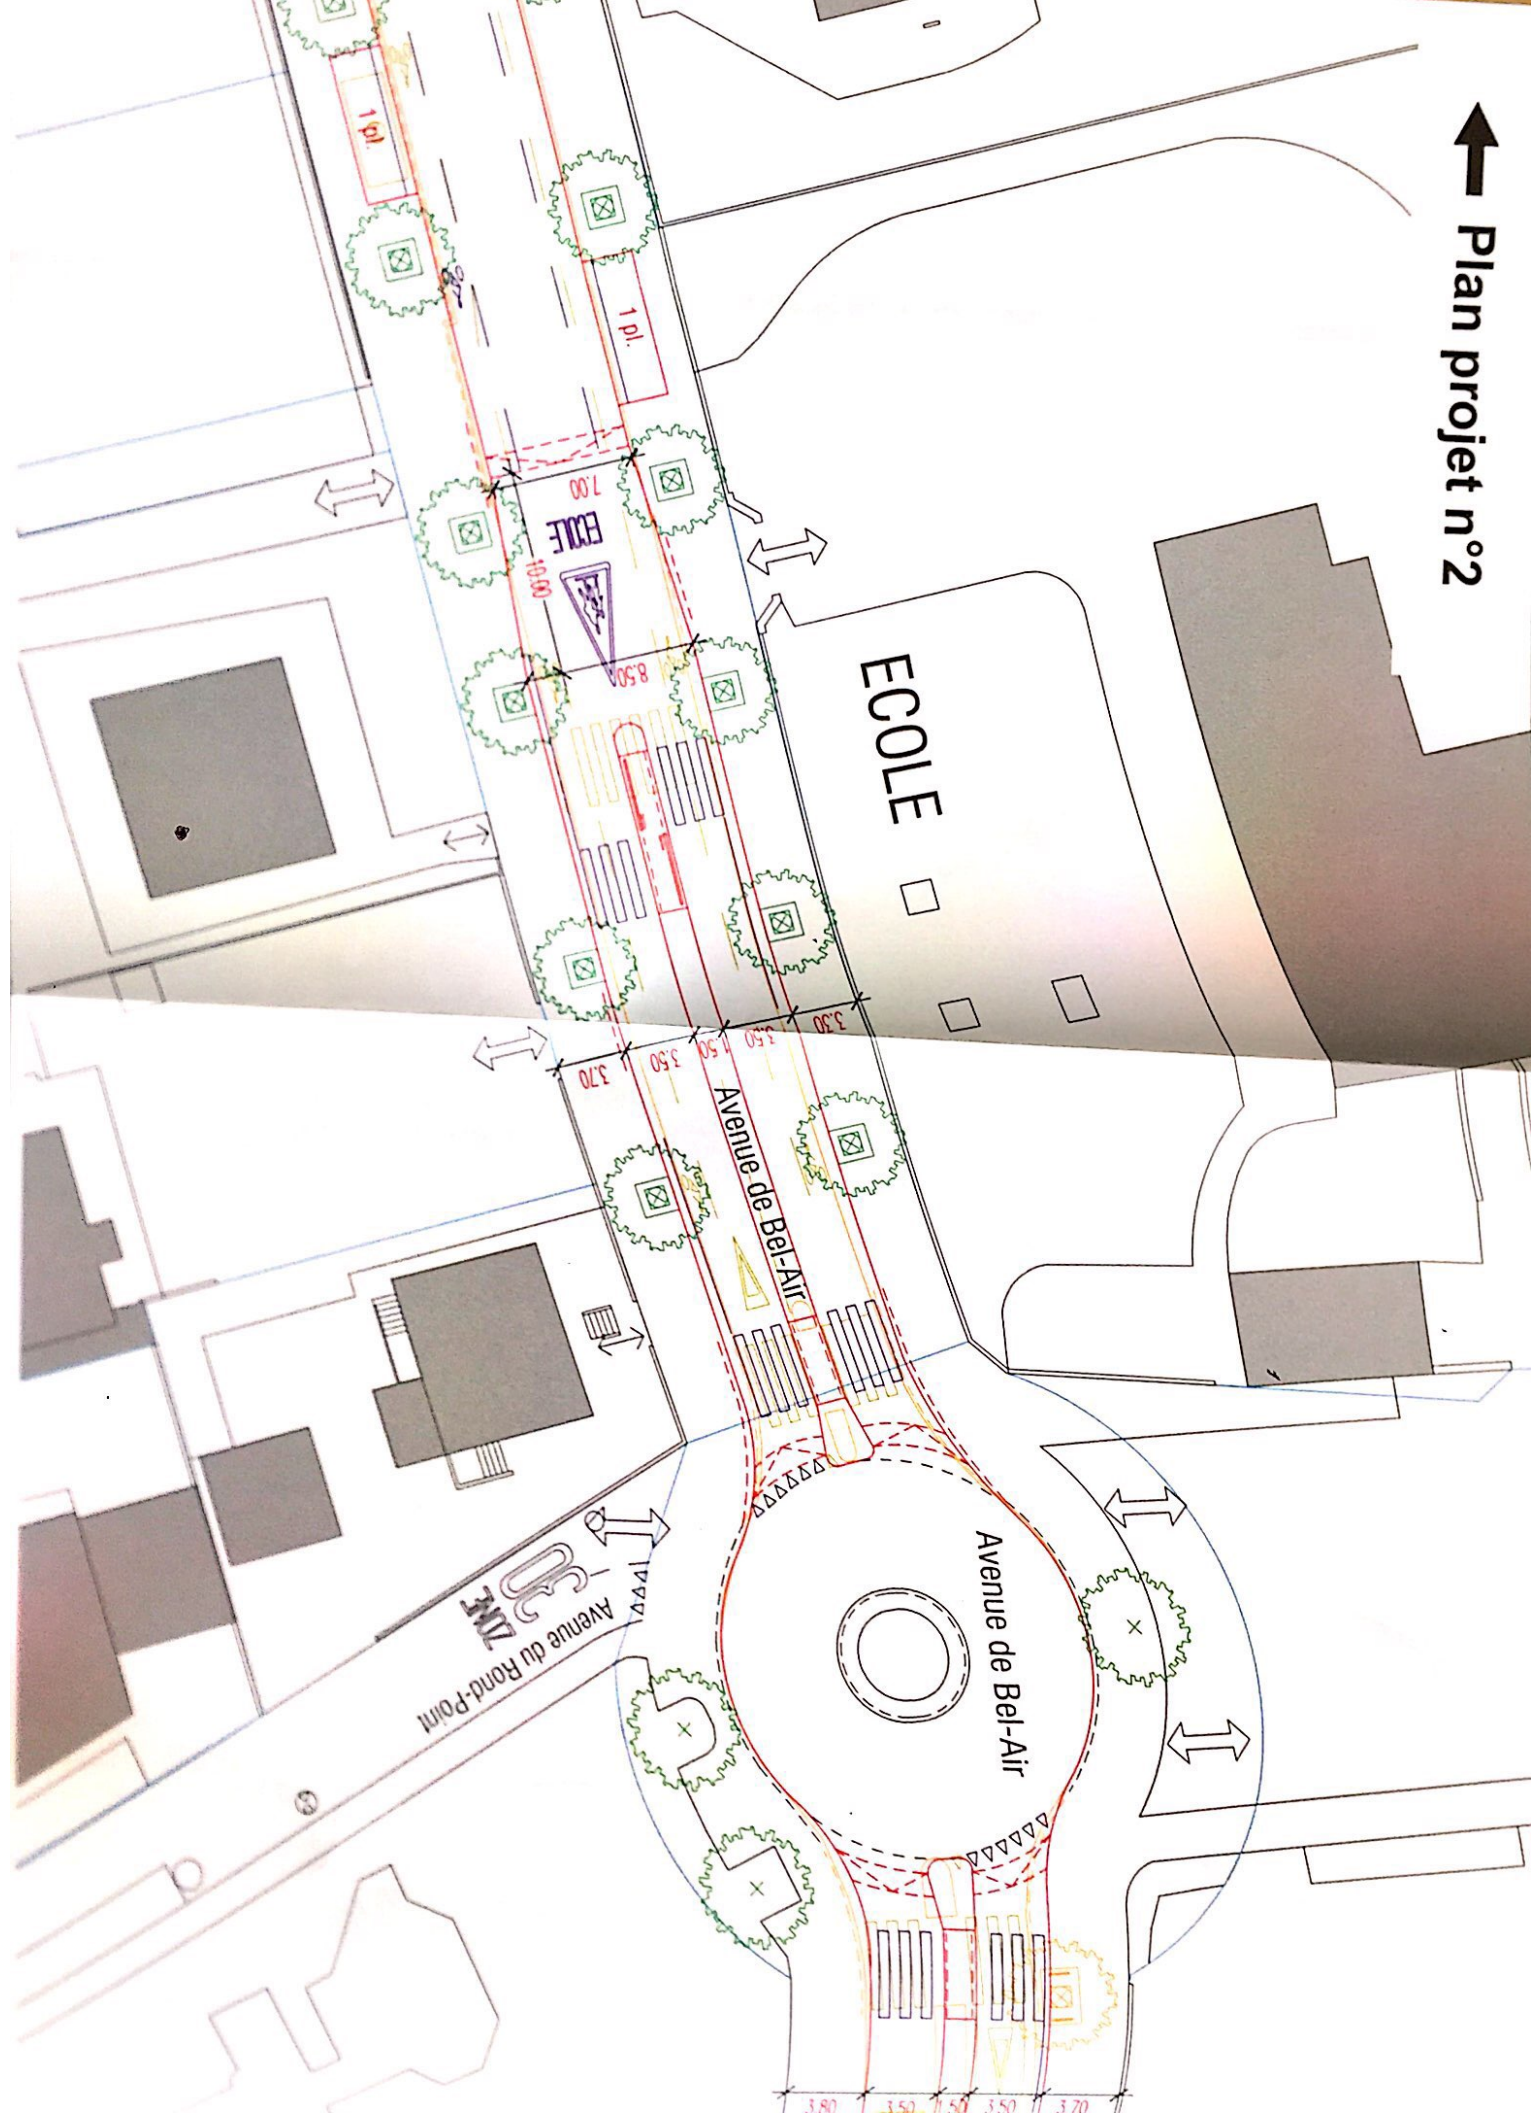 Plan projet n°2
1 pl.
1 pl.
7.00
ECOLE
10.00
8.50
ECOLE
3.70
3.50
1.50
3.50
3.30
Avenue de Bel-Air
Avenue de Bel-Air
ZONE
30
Avenue du Rond-Point
3.80
3.50
1.50
3.50
3.70